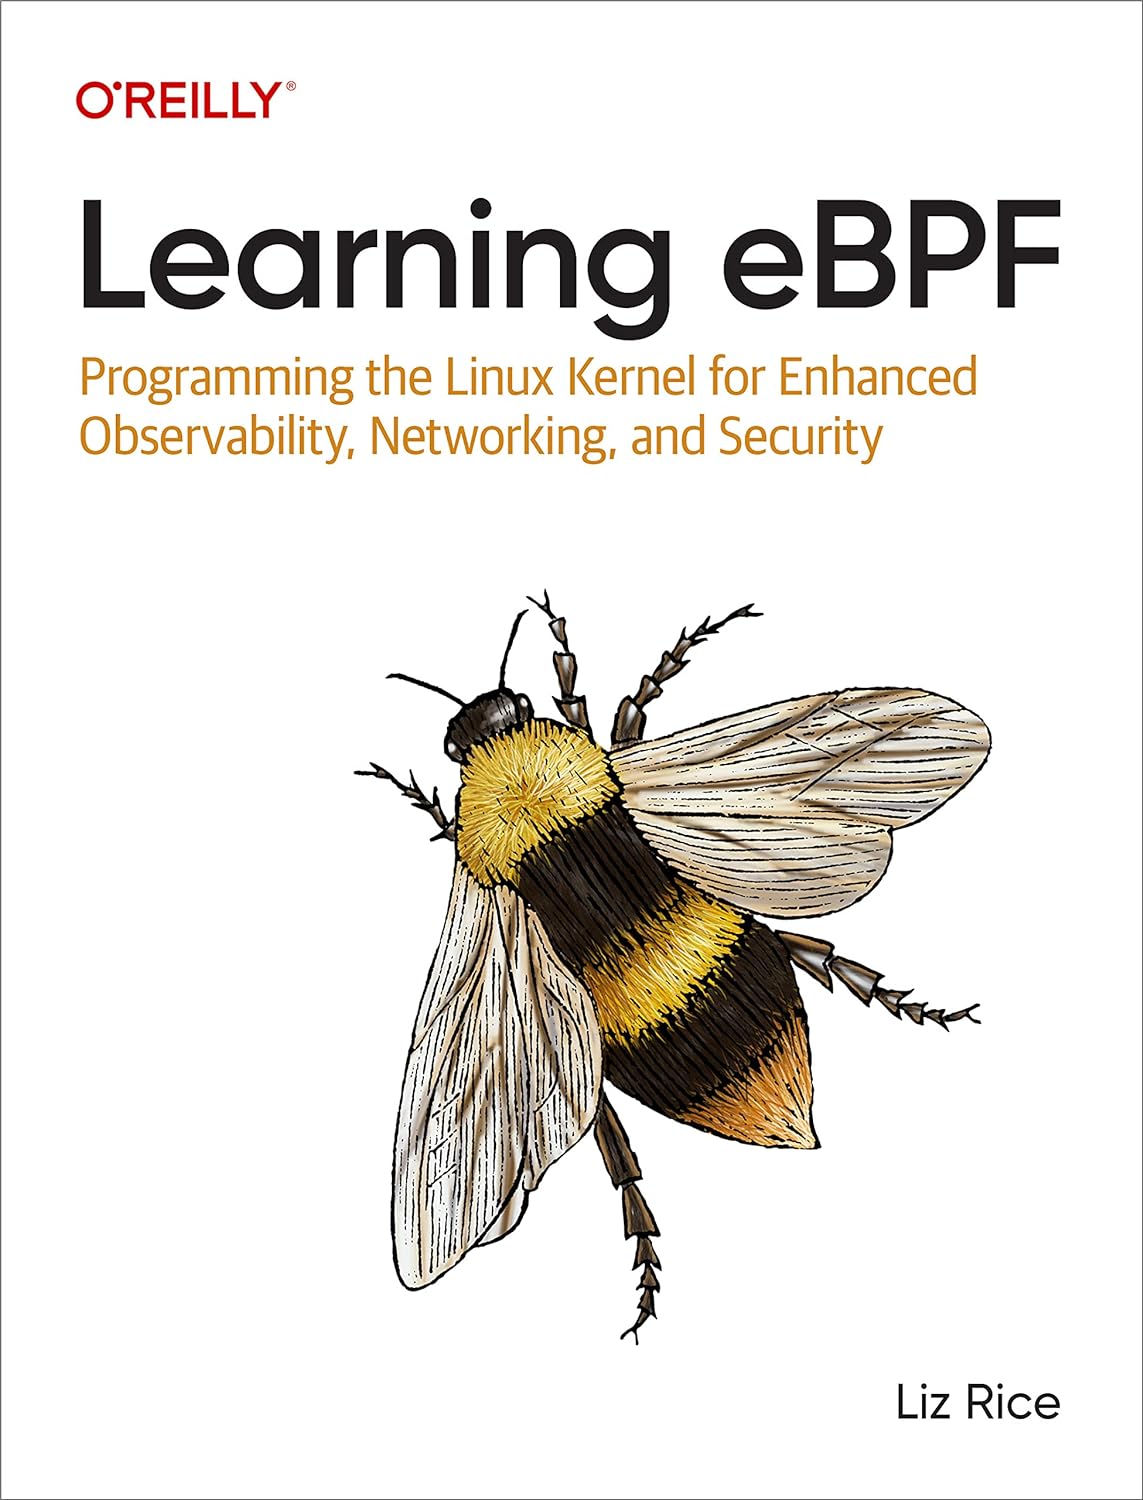 O'REILLY®
Learning eBPF
Programming the Linux Kernel for Enhanced
Observability, Networking, and Security
Liz Rice